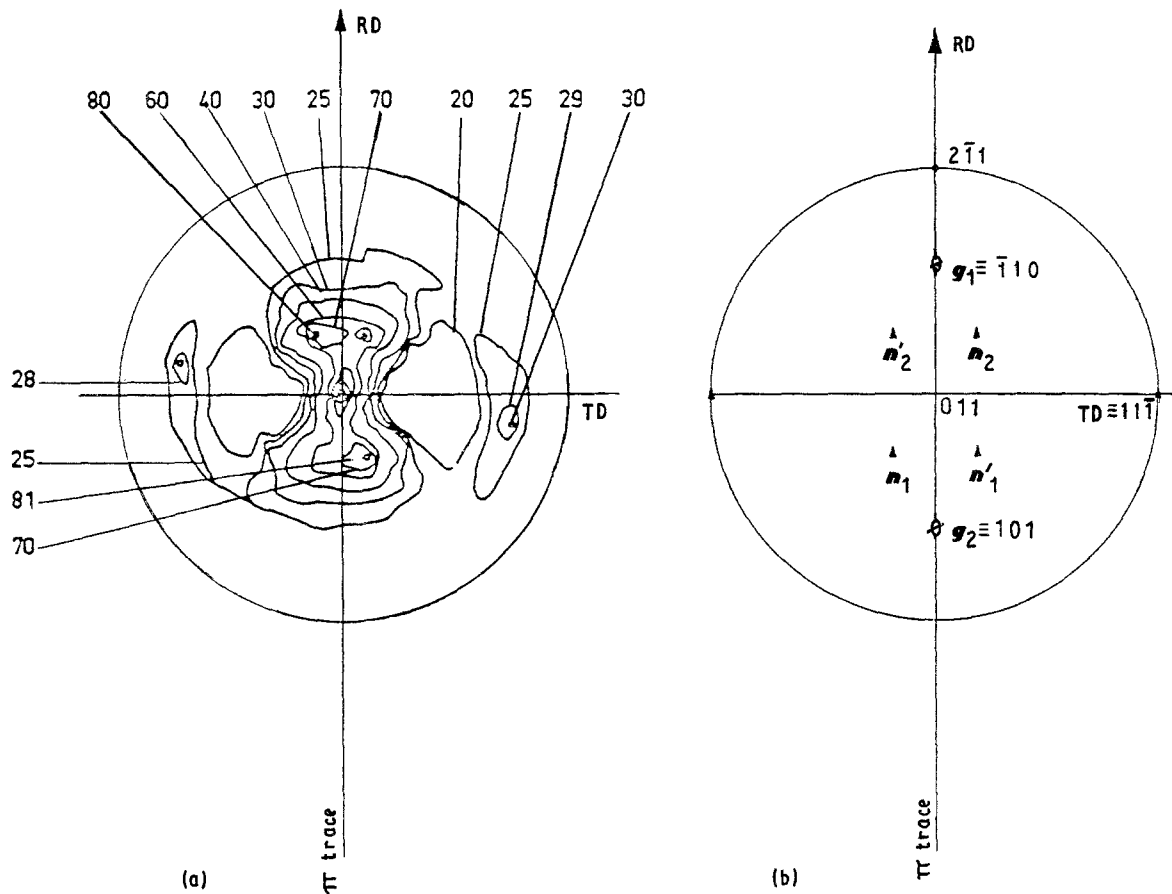 RD
80 60 40 30 25 70 20 25 29 30
TD
28
25
81
70
π trace
(a)
RD
2̄11
g₁≡ ̄110
n'₂ n₂
011
TD≡11̄1
n₁ n'₁
g₂≡101
π trace
(b)